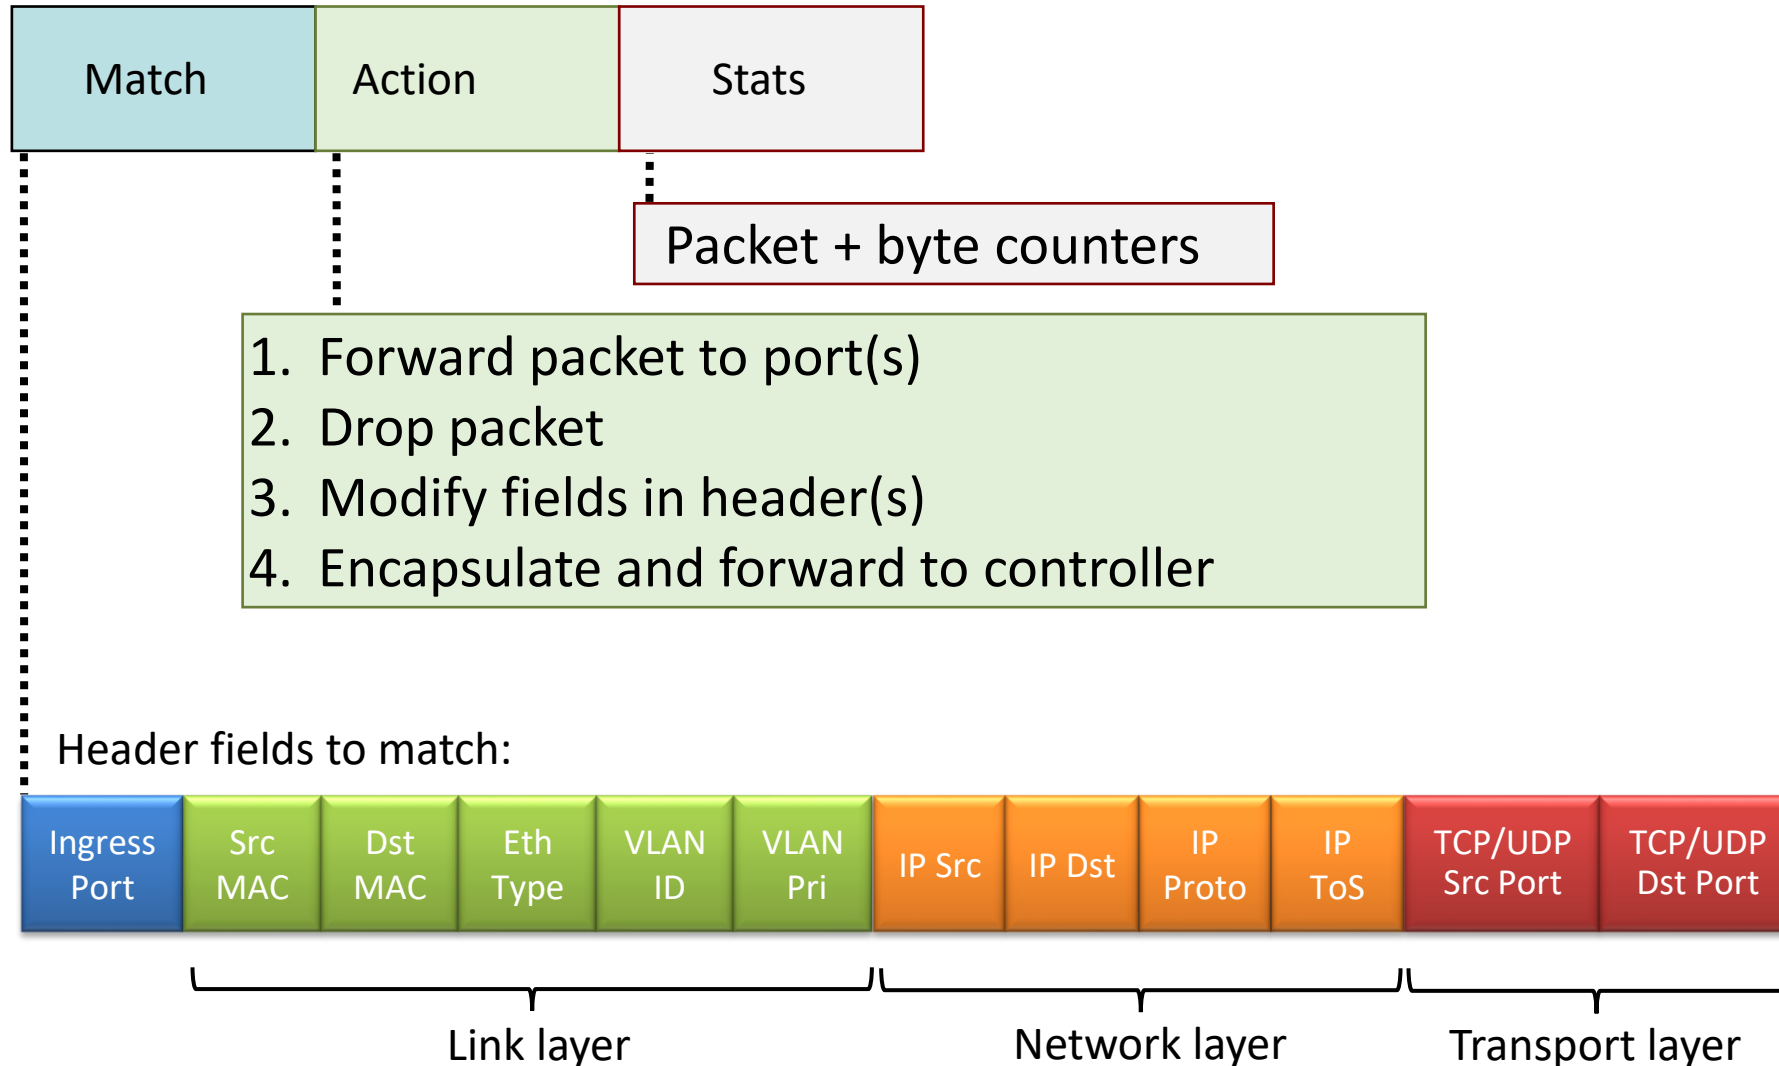 Match
Action
Stats
Packet + byte counters
1. Forward packet to port(s)
2. Drop packet
3. Modify fields in header(s)
4. Encapsulate and forward to controller
Header fields to match:
Ingress
Port
Src
MAC
Dst
MAC
Eth
Type
VLAN
ID
VLAN
Pri
IP Src
IP Dst
IP
Proto
IP
ToS
TCP/UDP
Src Port
TCP/UDP
Dst Port
Link layer
Network layer
Transport layer